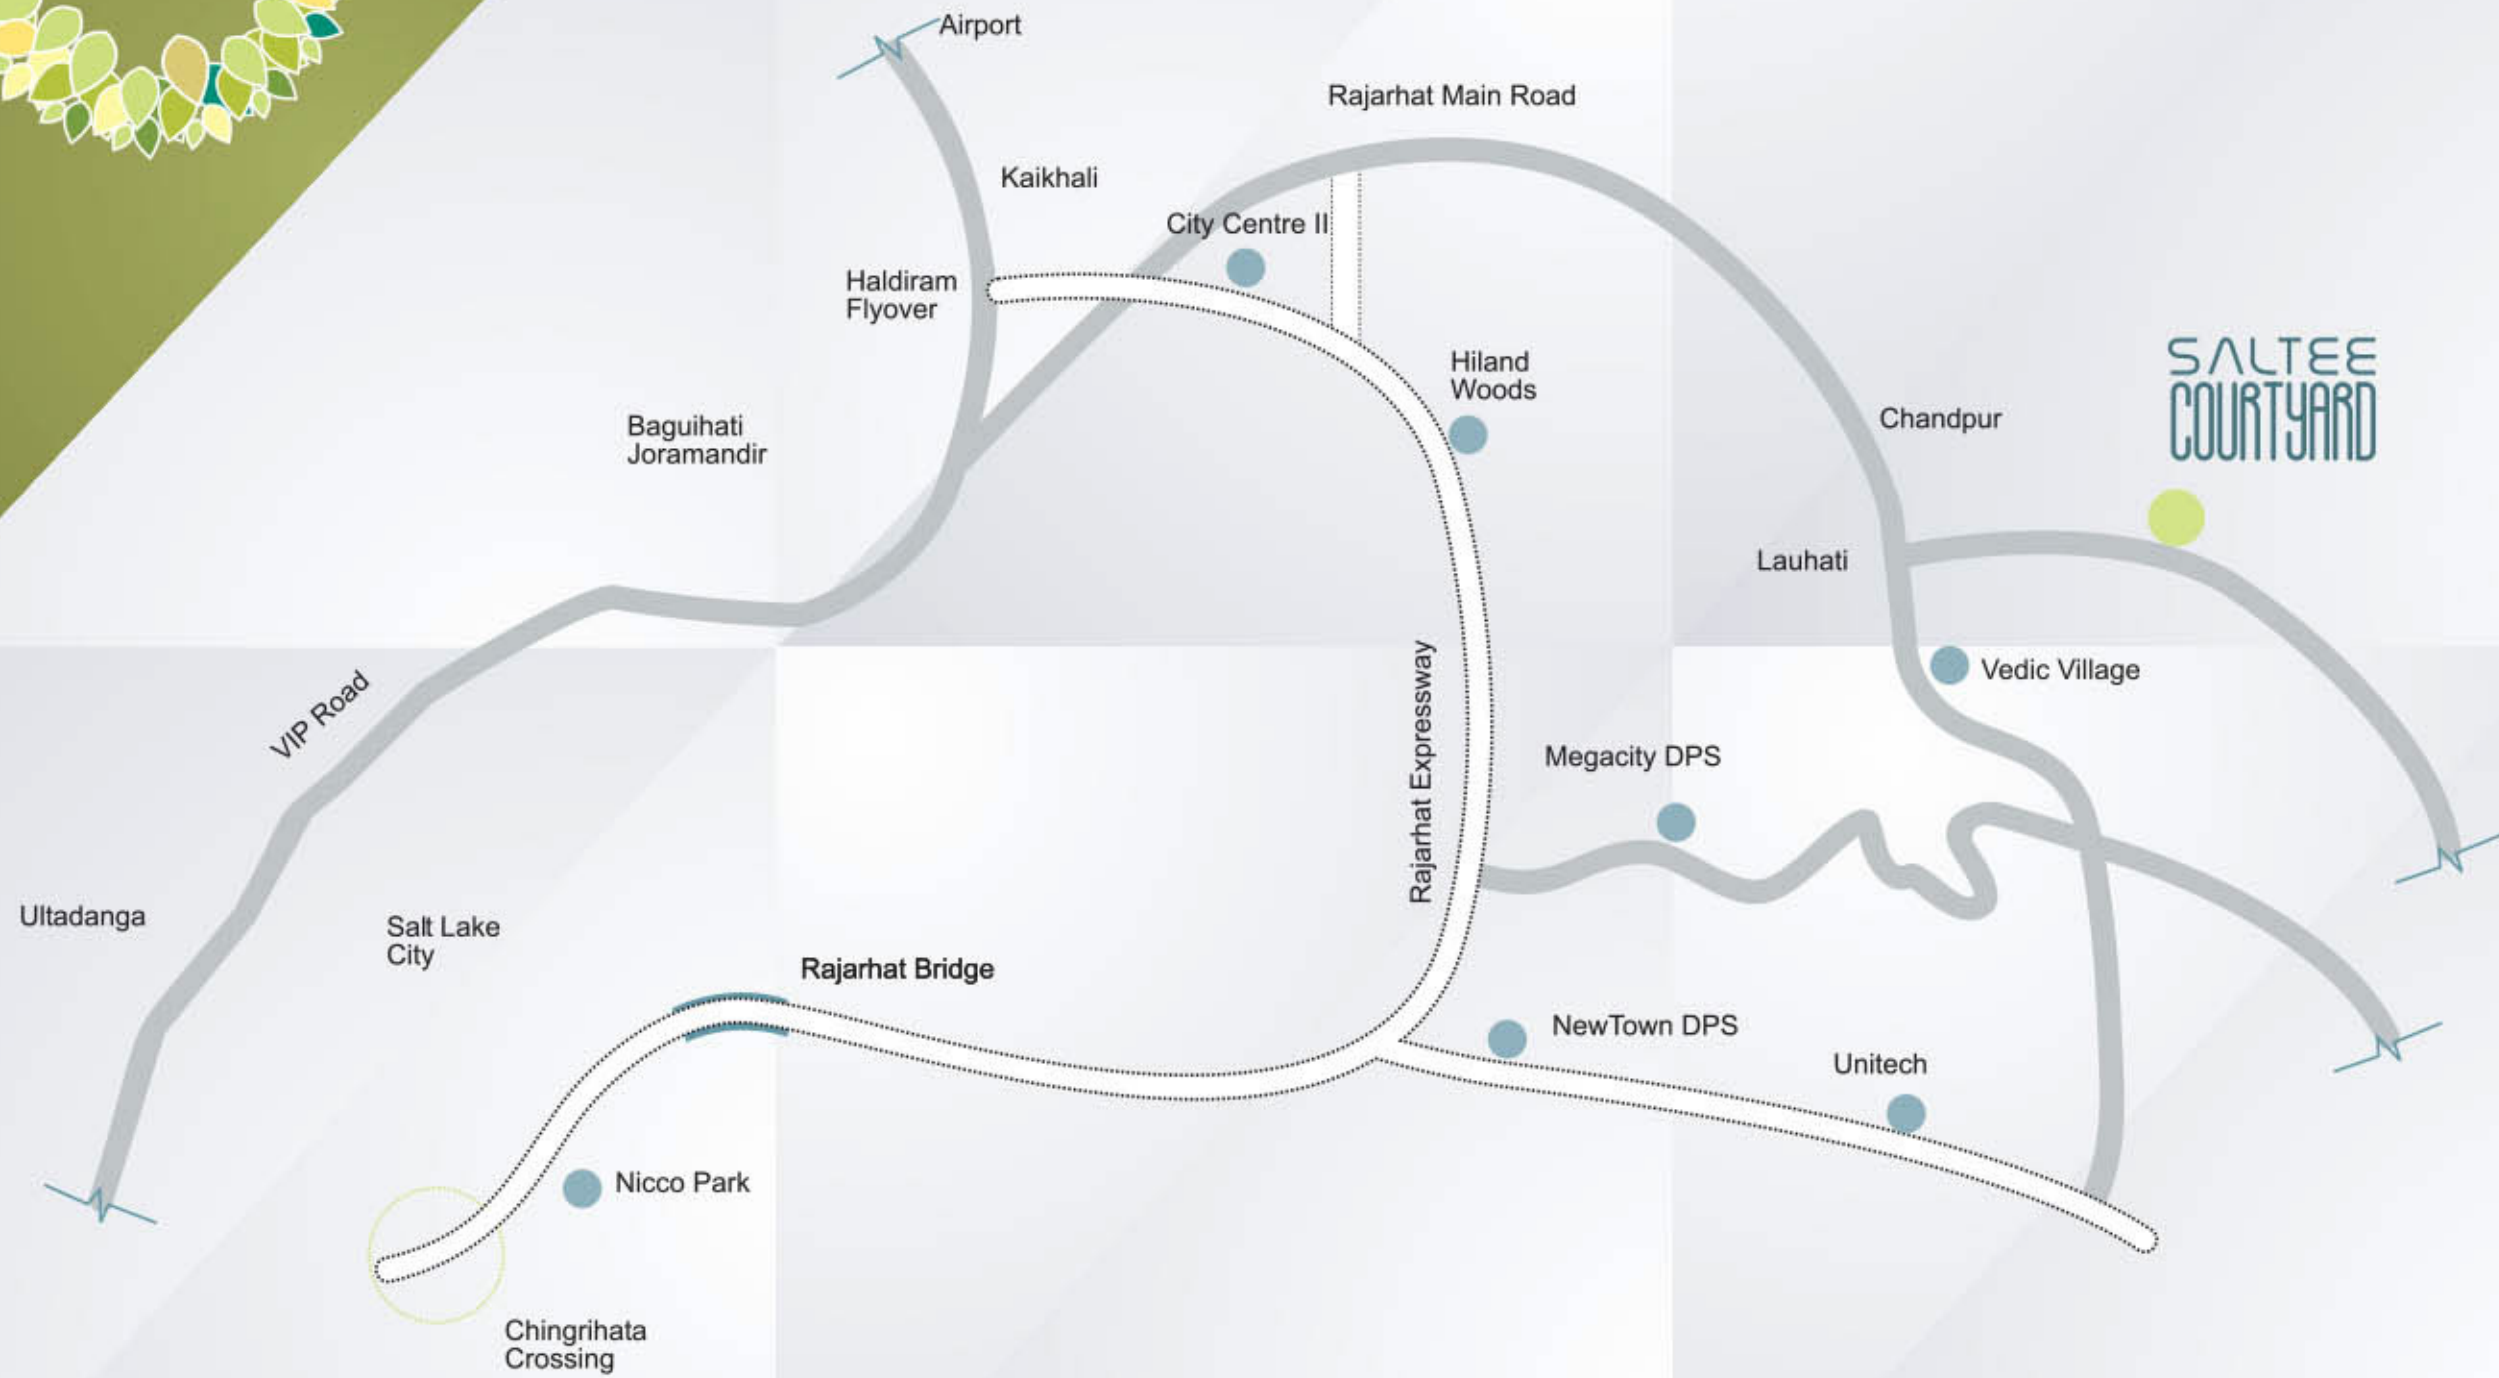 Airport
Rajarhat Main Road
Kaikhali
City Centre II
Haldiram
Flyover
Hiland
Woods
SALTEE
COURTYARD
Baguihati
Joramandir
Chandpur
Lauhati
Vedic Village
VIP Road
Rajarhat Expressway
Megacity DPS
Ultadanga
Salt Lake
City
Rajarhat Bridge
NewTown DPS
Unitech
Nicco Park
Chingrihata
Crossing